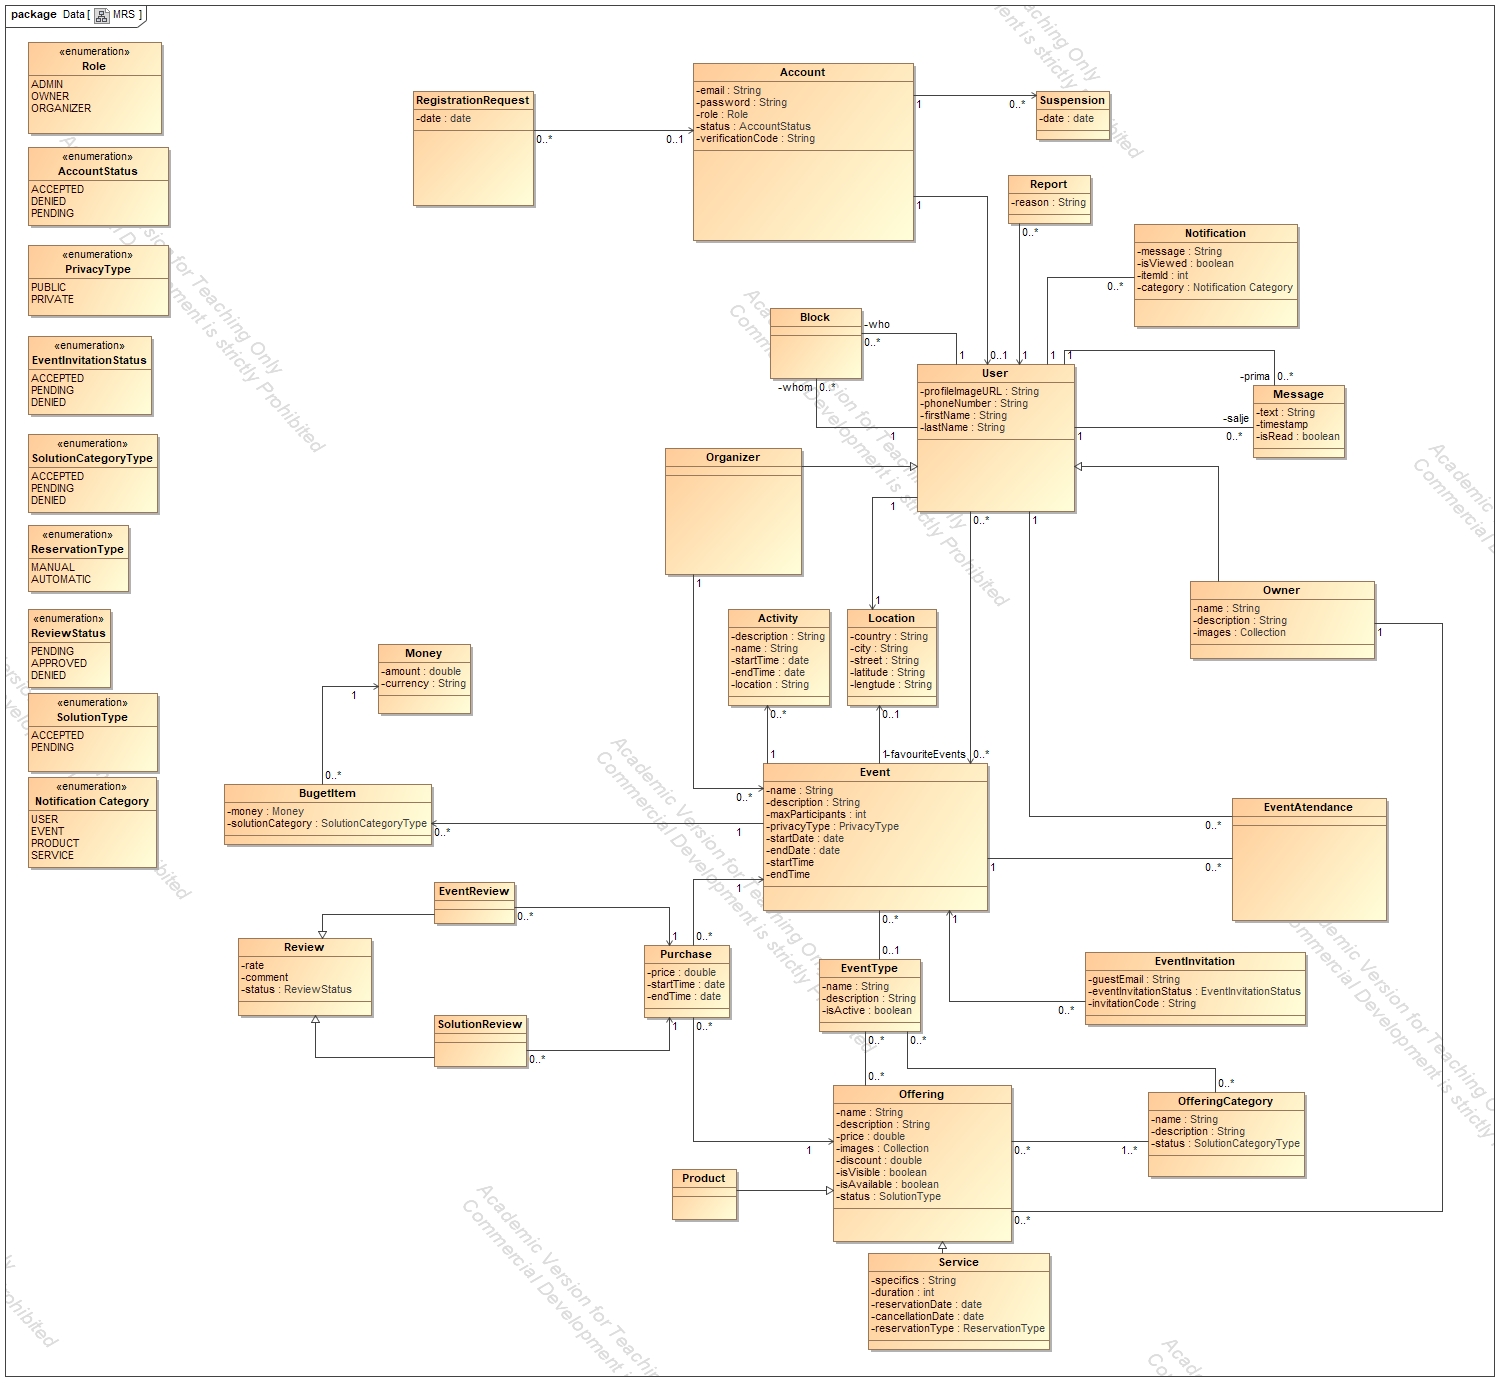 package Data [ MRS ]
«enumeration»
Role
ADMIN
OWNER
ORGANIZER
«enumeration»
AccountStatus
ACCEPTED
DENIED
PENDING
«enumeration»
PrivacyType
PUBLIC
PRIVATE
«enumeration»
EventInvitationStatus
ACCEPTED
PENDING
DENIED
«enumeration»
SolutionCategoryType
ACCEPTED
PENDING
DENIED
«enumeration»
ReservationType
MANUAL
AUTOMATIC
«enumeration»
ReviewStatus
PENDING
APPROVED
DENIED
«enumeration»
SolutionType
ACCEPTED
PENDING
«enumeration»
Notification Category
USER
EVENT
PRODUCT
SERVICE
RegistrationRequest
-date : date
0..*
0..1
Account
-email : String
-password : String
-role : Role
-status : AccountStatus
-verificationCode : String
1
0..*
1
Suspension
-date : date
Report
-reason : String
0..*
Notification
-message : String
-isViewed : boolean
-itemId : int
-category : Notification Category
0..*
Block
-who
0..*
-whom
0..*
1
0..1
1
1
1
User
-profileImageURL : String
-phoneNumber : String
-firstName : String
-lastName : String
1
1
1
0..*
1
-prima
0..*
Message
-text : String
-timestamp
-isRead : boolean
-salje
0..*
Organizer
1
Owner
-name : String
-description : String
-images : Collection
1
Activity
-description : String
-name : String
-startTime : date
-endTime : date
-location : String
0..*
1
Location
-country : String
-city : String
-street : String
-latitude : String
-lengtude : String
1
0..1
1
-favouriteEvents
0..*
Money
-amount : double
-currency : String
1
0..*
BugetItem
-money : Money
-solutionCategory : SolutionCategoryType
0..*
1
Event
-name : String
-description : String
-maxParticipants : int
-privacyType : PrivacyType
-startDate : date
-endDate : date
-startTime
-endTime
0..*
1
1
0..*
1
EventAtendance
0..*
0..*
EventReview
0..*
Review
-rate
-comment
-status : ReviewStatus
SolutionReview
0..*
Purchase
-price : double
-startTime : date
-endTime : date
1
0..*
1
0..*
EventType
-name : String
-description : String
-isActive : boolean
0..1
0..*
0..*
EventInvitation
-guestEmail : String
-eventInvitationStatus : EventInvitationStatus
-invitationCode : String
0..*
Offering
-name : String
-description : String
-price : double
-images : Collection
-discount : double
-isVisible : boolean
-isAvailable : boolean
-status : SolutionType
0..*
1
0..*
0..*
OfferingCategory
-name : String
-description : String
-status : SolutionCategoryType
0..*
1..*
Product
Service
-specifics : String
-duration : int
-reservationDate : date
-cancellationDate : date
-reservationType : ReservationType
Academic Version for Teaching Only
Commercial Development is strictly Prohibited